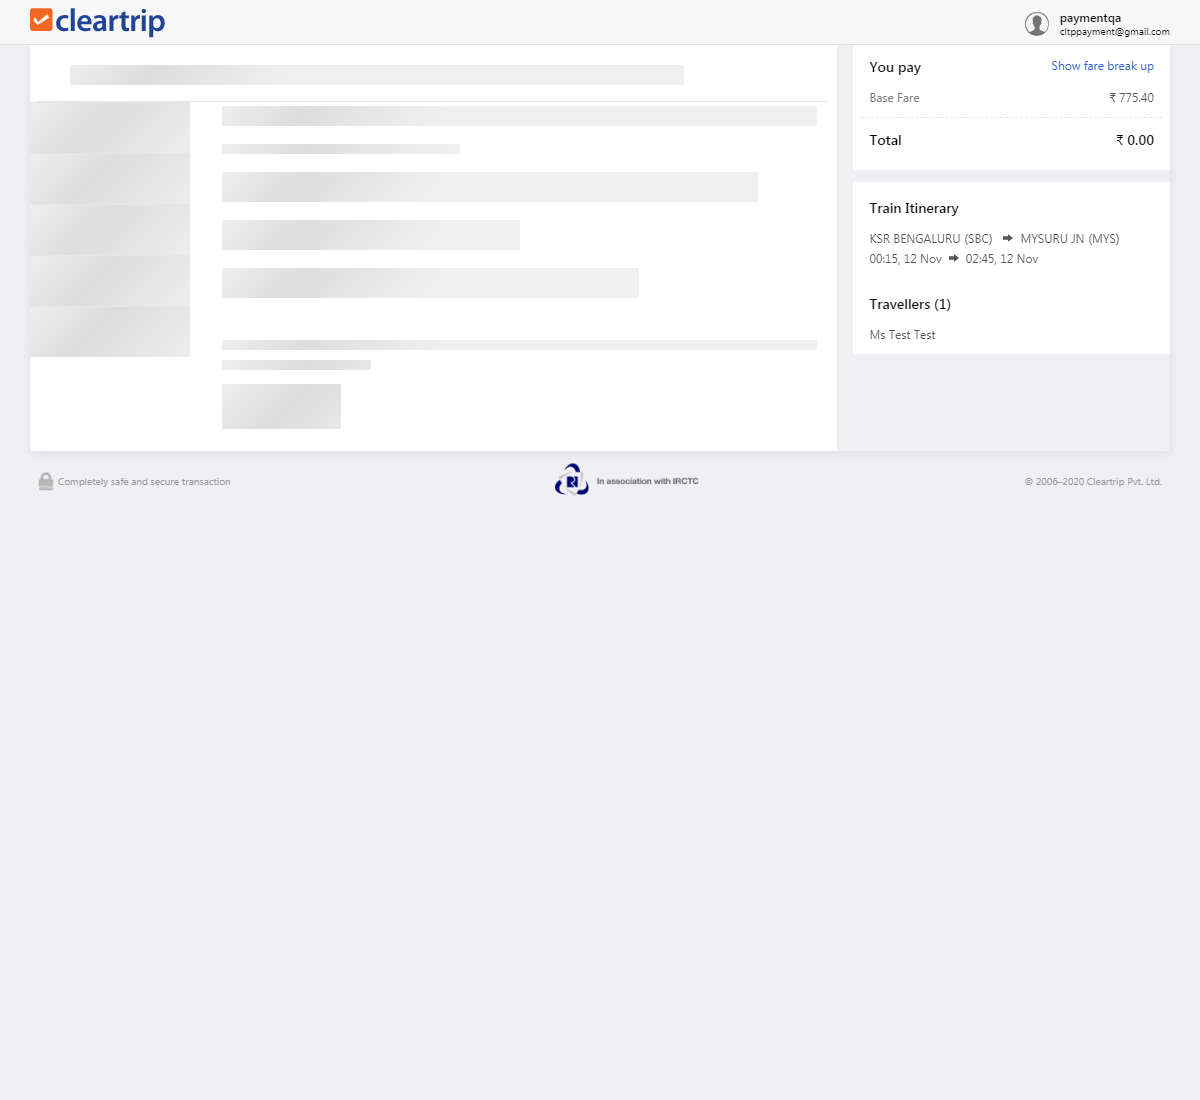 cleartrip
paymentqa
cltppayment@gmail.com
You pay
Show fare break up
Base Fare
₹ 775.40
Total
₹ 0.00
Train Itinerary
KSR BENGALURU (SBC) ➡ MYSURU JN (MYS)
00:15, 12 Nov ➡ 02:45, 12 Nov
Travellers (1)
Ms Test Test
Completely safe and secure transaction
In association with IRCTC
© 2006–2020 Cleartrip Pvt. Ltd.